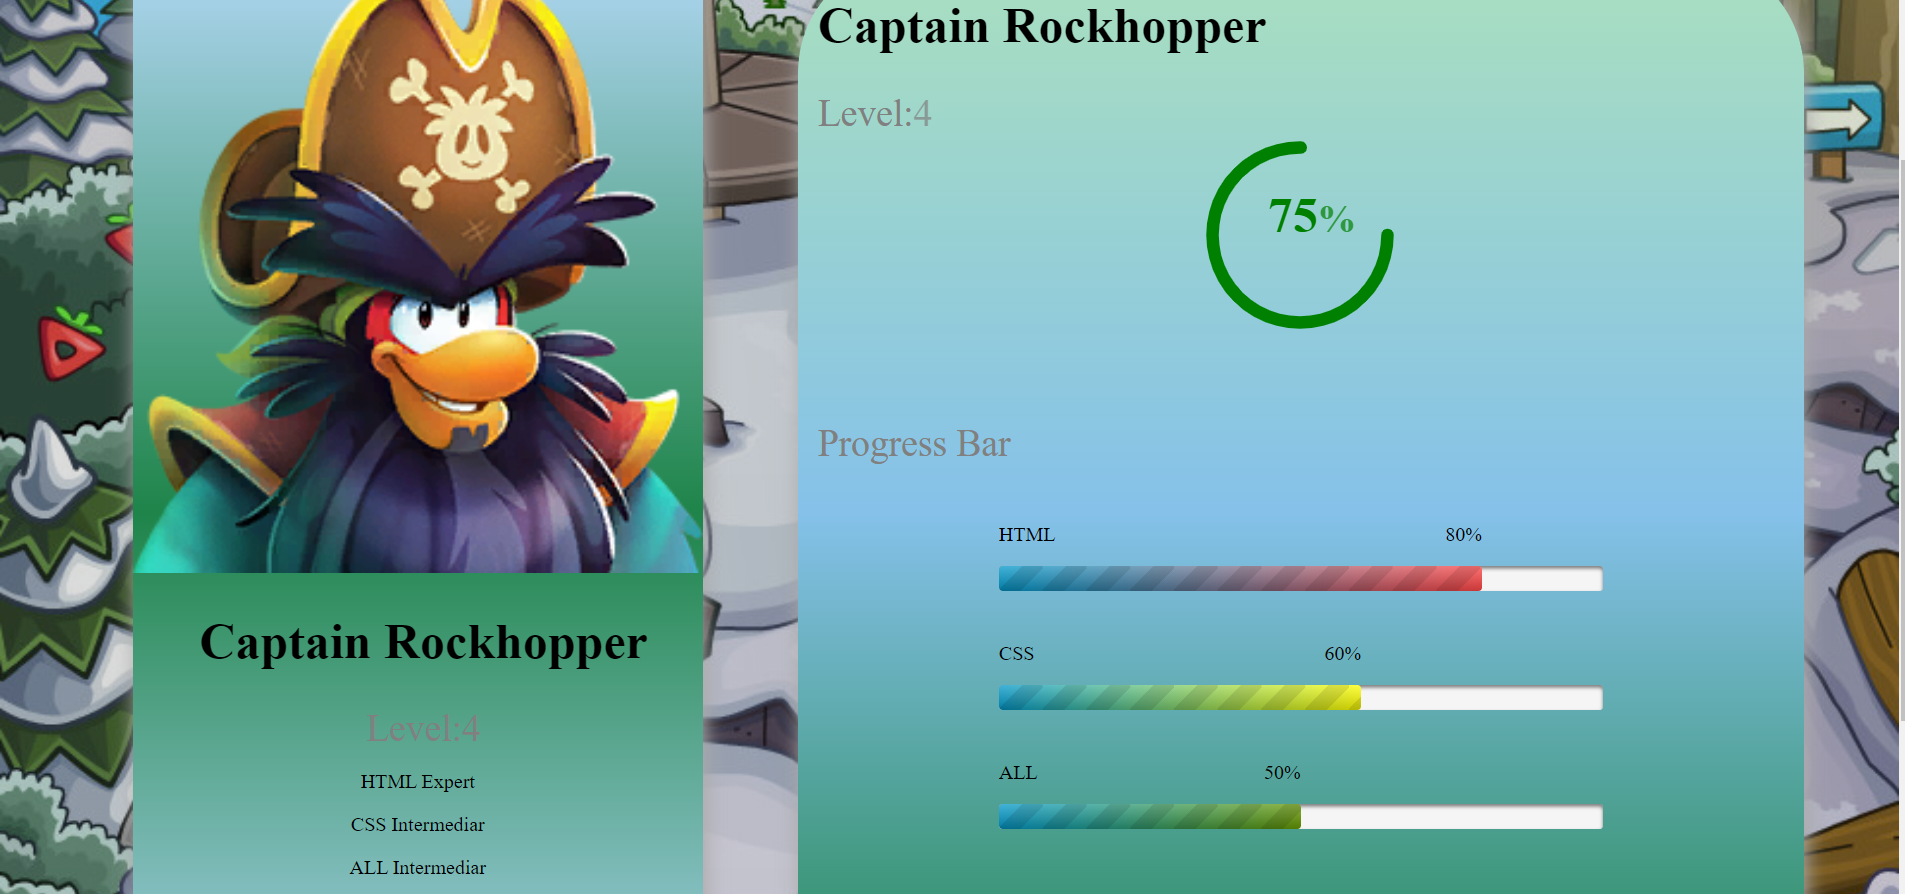 Captain Rockhopper
Level:4
HTML Expert
CSS Intermediar
ALL Intermediar
Captain Rockhopper
Level:4
75%
Progress Bar
HTML 80%
CSS 60%
ALL 50%